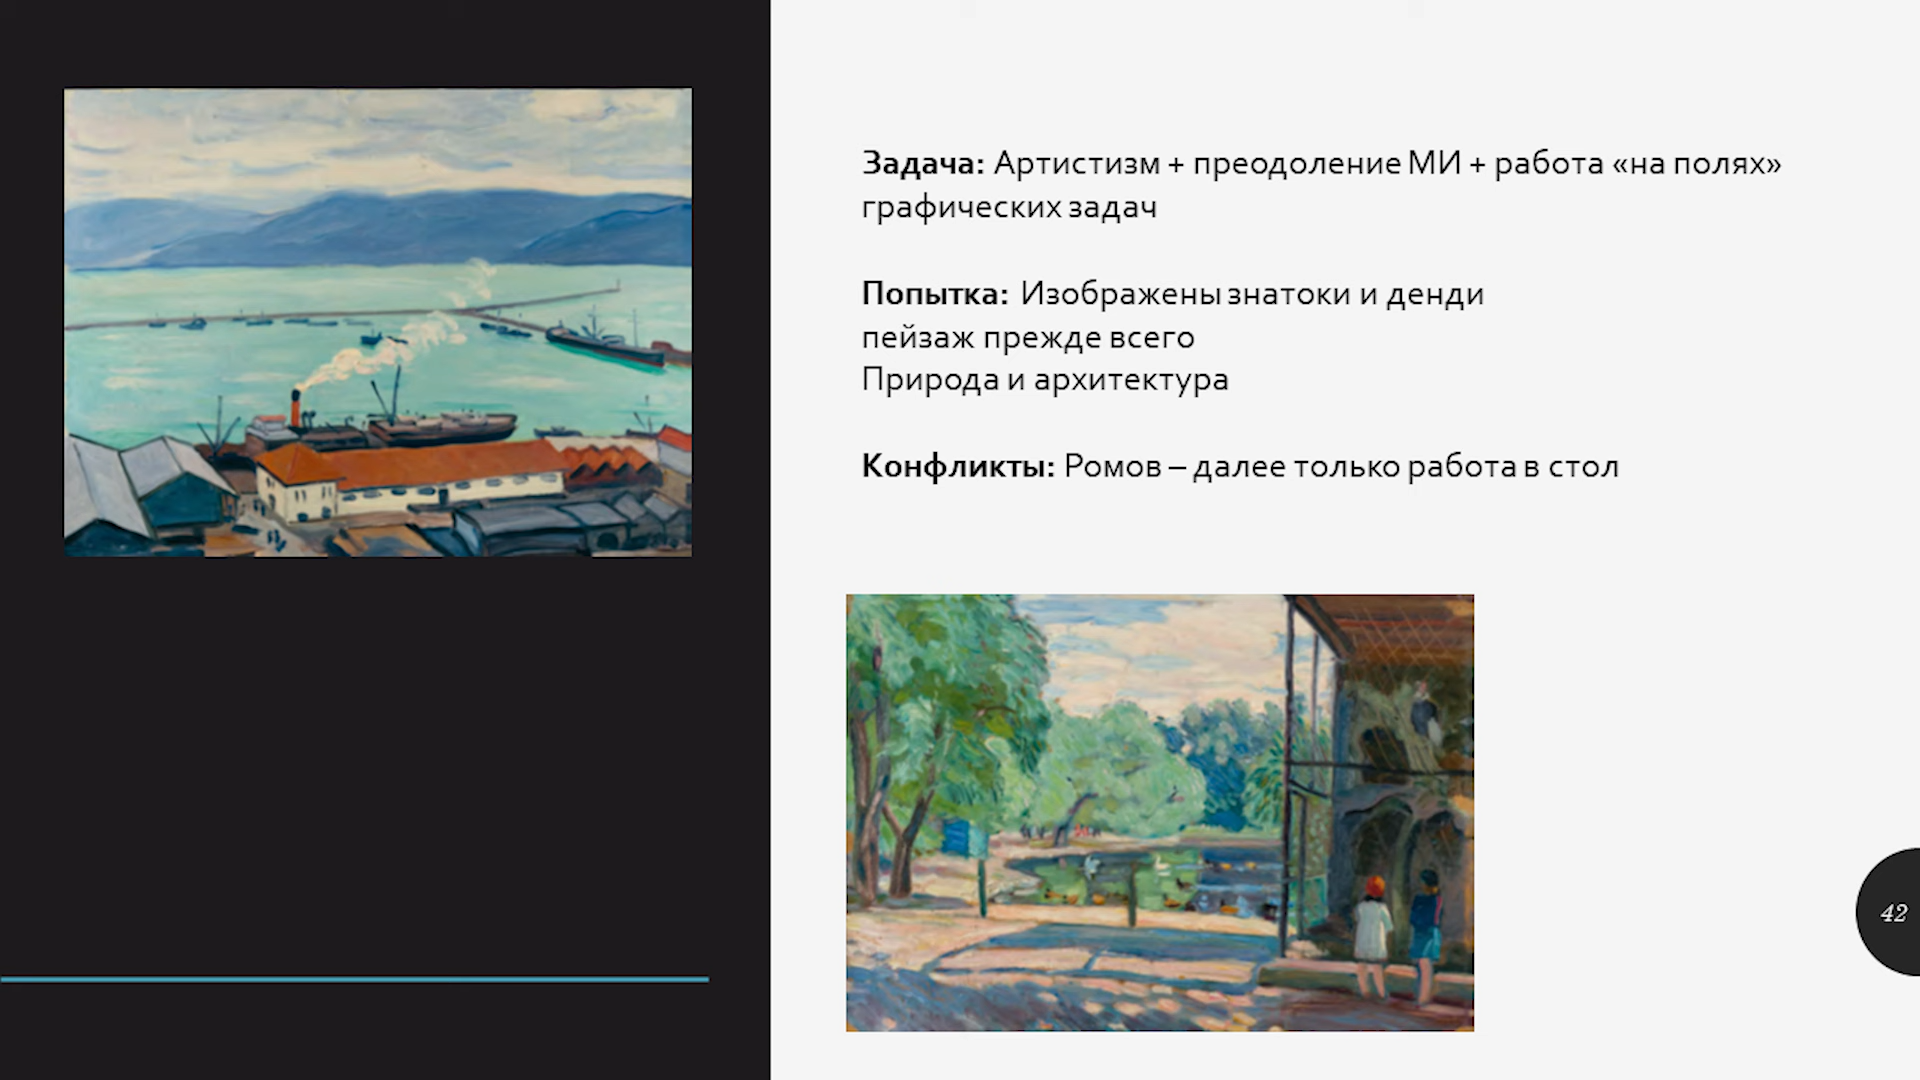 Задача: Артистизм + преодоление МИ + работа «на полях»
графических задач
Попытка: Изображены знатоки и денди
пейзаж прежде всего
Природа и архитектура
Конфликты: Ромов – далее только работа в стол
42